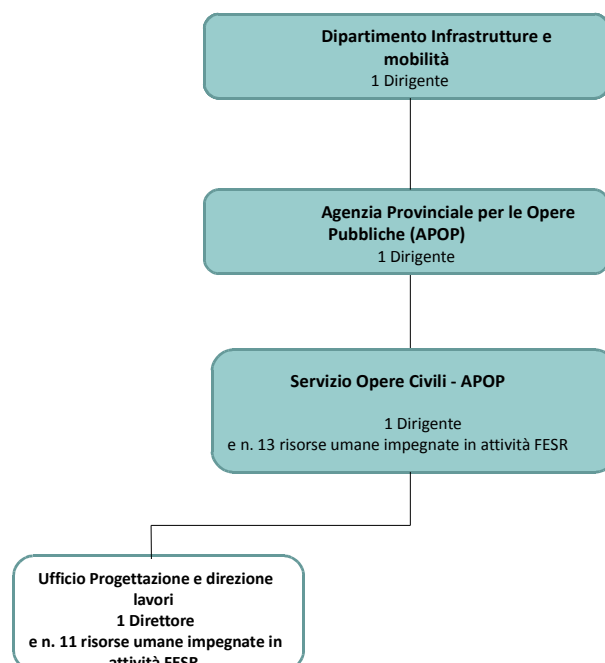 Dipartimento Infrastrutture e
mobilità
1 Dirigente
Agenzia Provinciale per le Opere
Pubbliche (APOP)
1 Dirigente
Servizio Opere Civili - APOP
1 Dirigente
e n. 13 risorse umane impegnate in attività FESR
Ufficio Progettazione e direzione
lavori
1 Direttore
e n. 11 risorse umane impegnate in
attività FESR